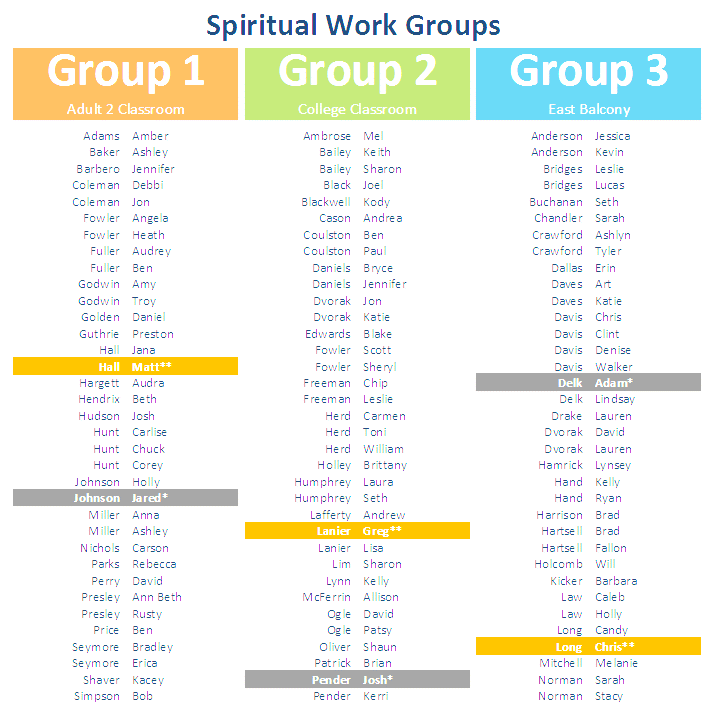 Spiritual Work Groups
Group 1
Adult 2 Classroom
Adams Amber
Baker Ashley
Barbero Jennifer
Coleman Debbi
Coleman Jon
Fowler Angela
Fowler Heath
Fuller Audrey
Fuller Ben
Godwin Amy
Godwin Troy
Golden Daniel
Guthrie Preston
Hall Jana
Hall Matt**
Hargett Audra
Hendrix Beth
Hudson Josh
Hunt Carlise
Hunt Chuck
Hunt Corey
Johnson Holly
Johnson Jared*
Miller Anna
Miller Ashley
Nichols Carson
Parks Rebecca
Perry David
Presley Ann Beth
Presley Rusty
Price Ben
Seymore Bradley
Seymore Erica
Shaver Kacey
Simpson Bob
Group 2
College Classroom
Ambrose Mel
Bailey Keith
Bailey Sharon
Black Joel
Blackwell Kody
Cason Andrea
Coulston Ben
Coulston Paul
Daniels Bryce
Daniels Jennifer
Dvorak Jon
Dvorak Katie
Edwards Blake
Fowler Scott
Fowler Sheryl
Freeman Chip
Freeman Leslie
Herd Carmen
Herd Toni
Herd William
Holley Brittany
Humphrey Laura
Humphrey Seth
Lafferty Andrew
Lanier Greg**
Lanier Lisa
Lim Sharon
Lynn Kelly
McFerrin Allison
Ogle David
Ogle Patsy
Oliver Shaun
Patrick Brian
Pender Josh*
Pender Kerri
Group 3
East Balcony
Anderson Jessica
Anderson Kevin
Bridges Leslie
Bridges Lucas
Buchanan Seth
Chandler Sarah
Crawford Ashlyn
Crawford Tyler
Dallas Erin
Daves Art
Daves Katie
Davis Chris
Davis Clint
Davis Denise
Davis Walker
Delk Adam*
Delk Lindsay
Drake Lauren
Dvorak David
Dvorak Lauren
Hamrick Lynsey
Hand Kelly
Hand Ryan
Harrison Brad
Hartsell Brad
Hartsell Fallon
Holcomb Will
Kicker Barbara
Law Caleb
Law Holly
Long Candy
Long Chris**
Mitchell Melanie
Norman Sarah
Norman Stacy